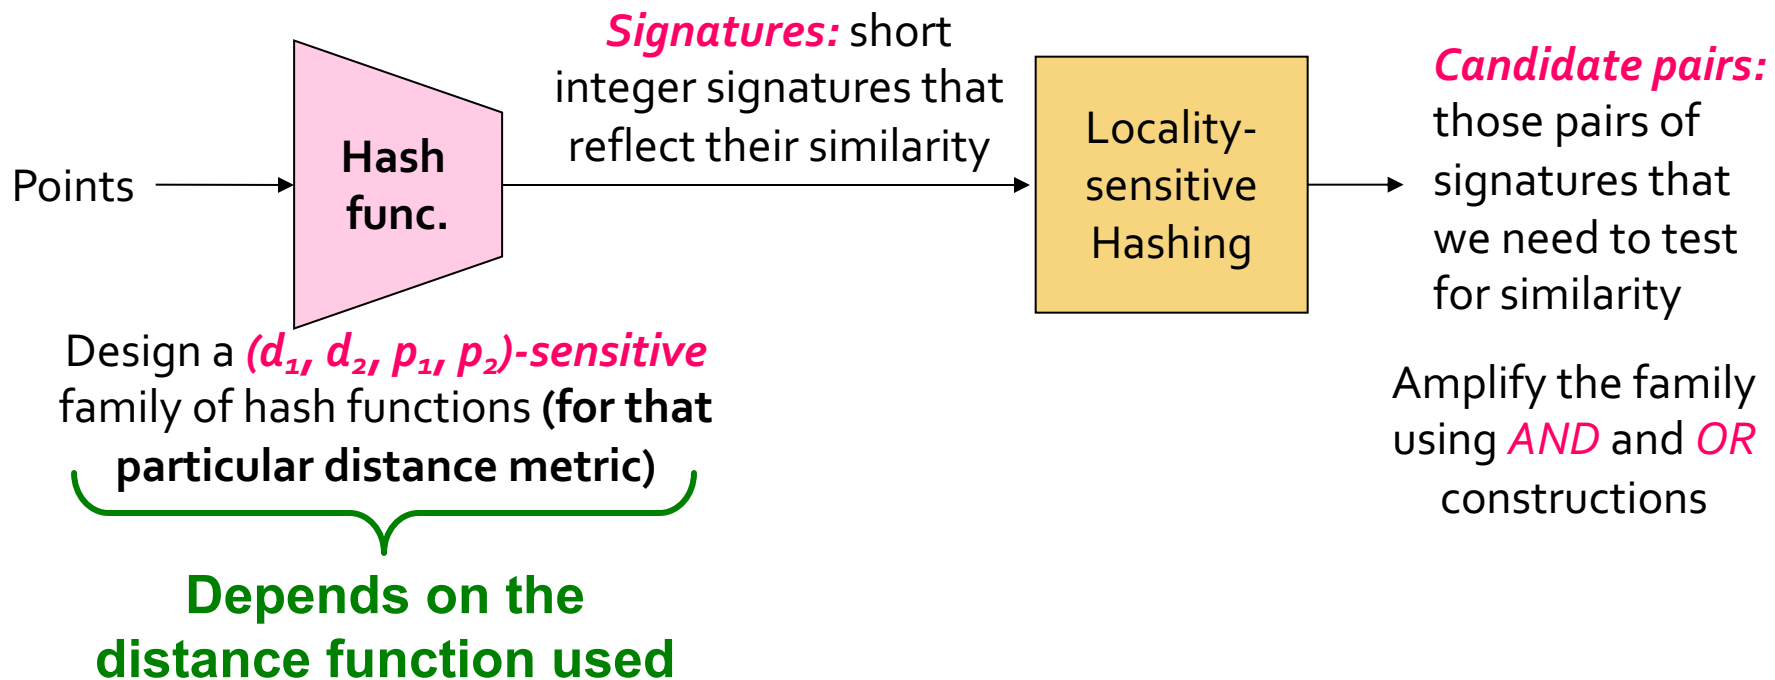 Points
Hash
func.
Signatures: short
integer signatures that
reflect their similarity
Locality-
sensitive
Hashing
Candidate pairs:
those pairs of
signatures that
we need to test
for similarity
Design a (d₁, d₂, p₁, p₂)-sensitive
family of hash functions (for that
particular distance metric)
Depends on the
distance function used
Amplify the family
using AND and OR
constructions